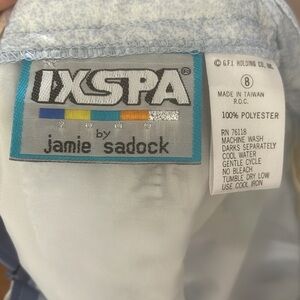 IXSPA®
by
jamie sadock
© G.F.I. HOLDING CO. INC.
8
MADE IN TAIWAN
R.O.C.
100% POLYESTER
RN 76118
MACHINE WASH
DARKS SEPARATELY
COOL WATER
GENTLE CYCLE
NO BLEACH
TUMBLE DRY LOW
USE COOL IRON